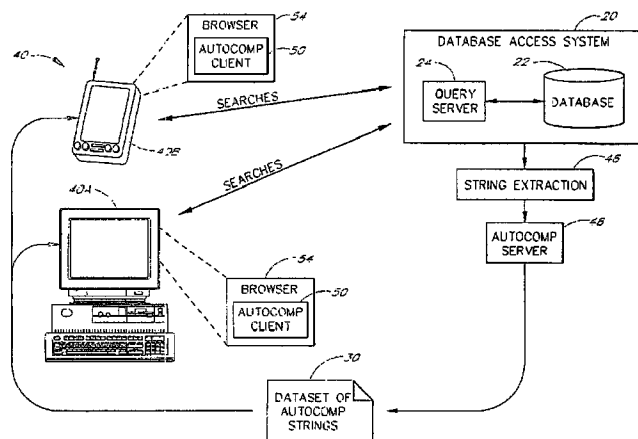 54
BROWSER
AUTOCOMP
CLIENT
50
40
40B
SEARCHES
SEARCHES
20
DATABASE ACCESS SYSTEM
24
22
QUERY
SERVER
DATABASE
46
STRING EXTRACTION
48
AUTOCOMP
SERVER
40A
54
BROWSER
50
AUTOCOMP
CLIENT
30
DATASET OF
AUTOCOMP
STRINGS